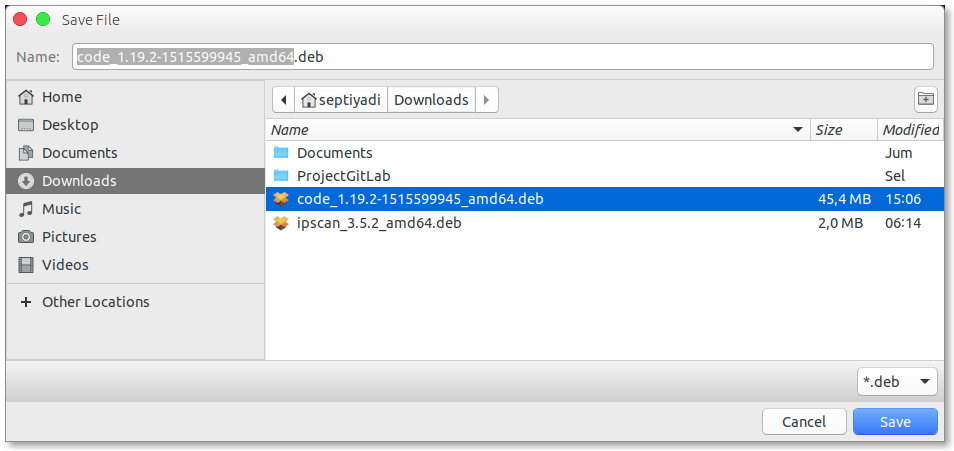 Save File
Name: code_1.19.2-1515599945_amd64.deb
Home
Desktop
Documents
Downloads
Music
Pictures
Videos
Other Locations
septiyadi Downloads
Name Size Modified
Documents Jum
ProjectGitLab Sel
code_1.19.2-1515599945_amd64.deb 45,4 MB 15:06
ipscan_3.5.2_amd64.deb 2,0 MB 06:14
*.deb
Cancel Save